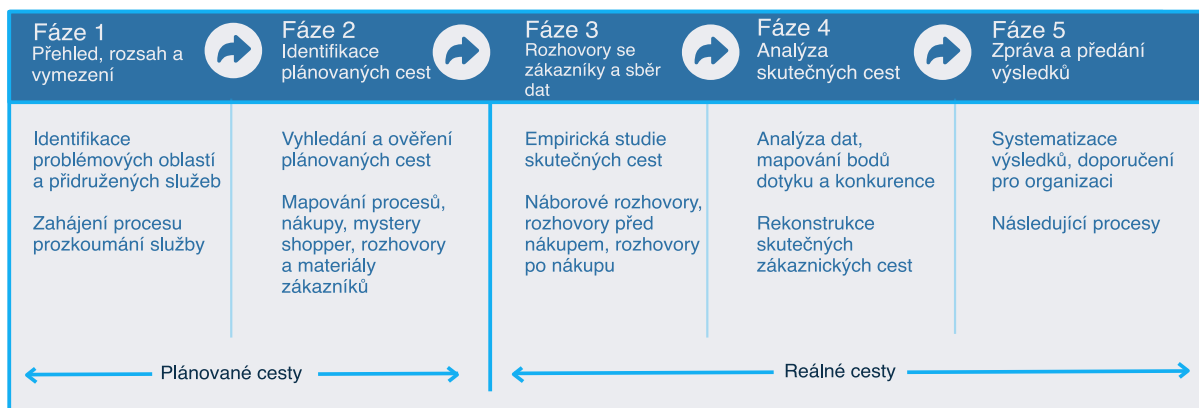 Fáze 1
Přehled, rozsah a
vymezení
Fáze 2
Identifikace
plánovaných cest
Fáze 3
Rozhovory se
zákazníky a sběr
dat
Fáze 4
Analýza
skutečných cest
Fáze 5
Zpráva a předání
výsledků
Identifikace
problémových oblastí
a přidružených služeb
Zahájení procesu
prozkoumání služby
Vyhledání a ověření
plánovaných cest
Mapování procesů,
nákupy, mystery
shopper, rozhovory
a materiály
zákazníků
Empirická studie
skutečných cest
Náborové rozhovory,
rozhovory před
nákupem, rozhovory
po nákupu
Analýza dat,
mapování bodů
dotyku a konkurence
Rekonstrukce
skutečných
zákaznických cest
Systematizace
výsledků, doporučení
pro organizaci
Následující procesy
Plánované cesty
Reálné cesty